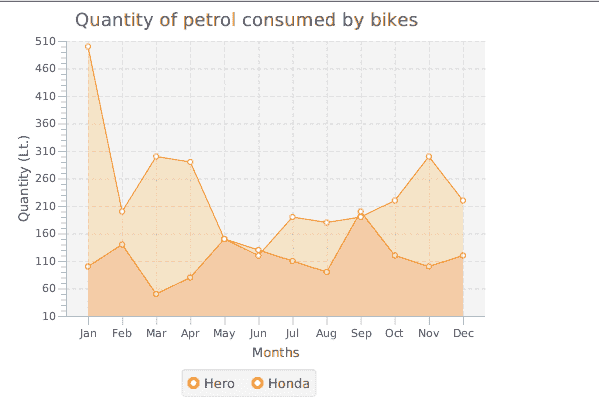 Quantity of petrol consumed by bikes
510
460
410
360
310
260
210
160
110
60
10
Quantity (Lt.)
Jan Feb Mar Apr May Jun Jul Aug Sep Oct Nov Dec
Months
Hero Honda